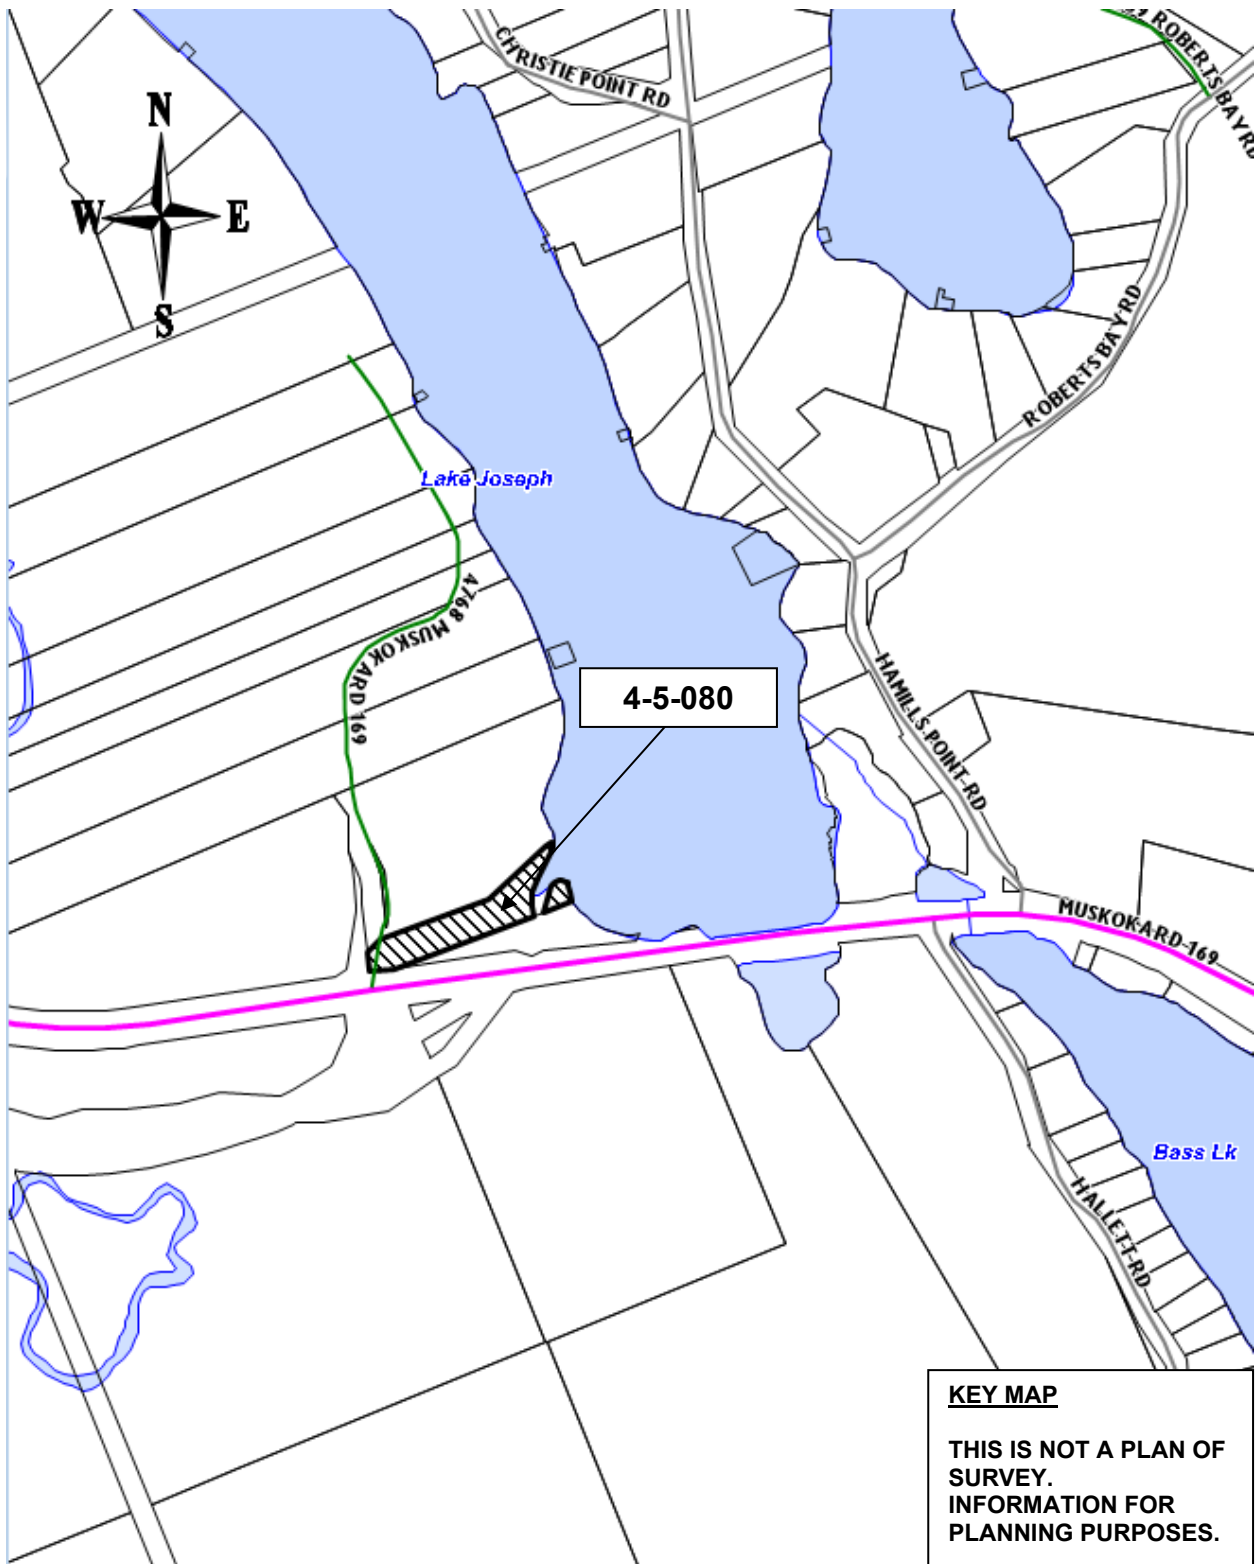 CHRISTIE POINT RD
ROBERTS BAY RD
N
W
E
S
ROBERTS BAY RD
Lake Joseph
4768 MUSKOKA RD 169
4-5-080
HAMILLS POINT RD
MUSKOKA RD 169
Bass Lk
HALLETT RD
KEY MAP
THIS IS NOT A PLAN OF
SURVEY.
INFORMATION FOR
PLANNING PURPOSES.